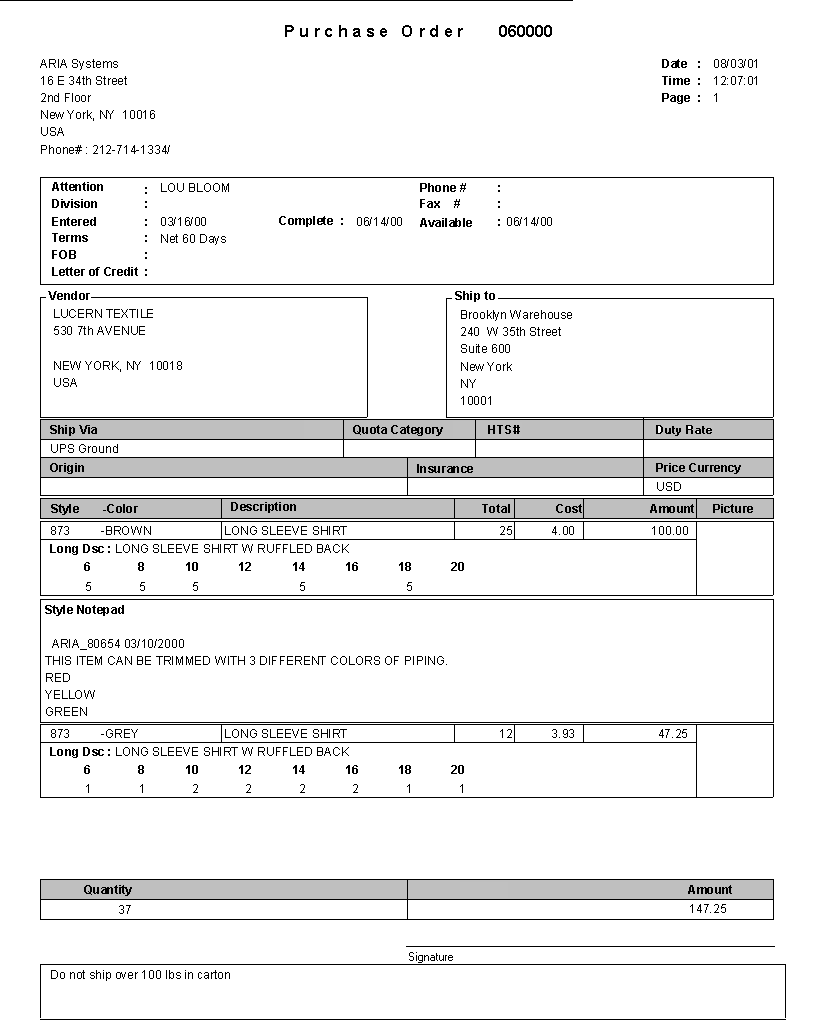 Purchase Order 060000
ARIA Systems
16 E 34th Street
2nd Floor
New York, NY 10016
USA
Phone# : 212-714-1334/
Date : 08/03/01
Time : 12:07:01
Page : 1
Attention : LOU BLOOM Phone # :
Division : Fax # :
Entered : 03/16/00 Complete : 06/14/00 Available : 06/14/00
Terms : Net 60 Days
FOB :
Letter of Credit :
Vendor
LUCERN TEXTILE
530 7th AVENUE
NEW YORK, NY 10018
USA
Ship to
Brooklyn Warehouse
240 W 35th Street
Suite 600
New York
NY
10001
Ship Via Quota Category HTS# Duty Rate
UPS Ground
Origin Insurance Price Currency
USD
Style -Color Description Total Cost Amount Picture
873 -BROWN LONG SLEEVE SHIRT 25 4.00 100.00
Long Dsc : LONG SLEEVE SHIRT W RUFFLED BACK
6 8 10 12 14 16 18 20
5 5 5 5 5
Style Notepad
ARIA_80654 03/10/2000
THIS ITEM CAN BE TRIMMED WITH 3 DIFFERENT COLORS OF PIPING.
RED
YELLOW
GREEN
873 -GREY LONG SLEEVE SHIRT 12 3.93 47.25
Long Dsc : LONG SLEEVE SHIRT W RUFFLED BACK
6 8 10 12 14 16 18 20
1 1 2 2 2 2 1 1
Quantity Amount
37 147.25
Signature
Do not ship over 100 lbs in carton